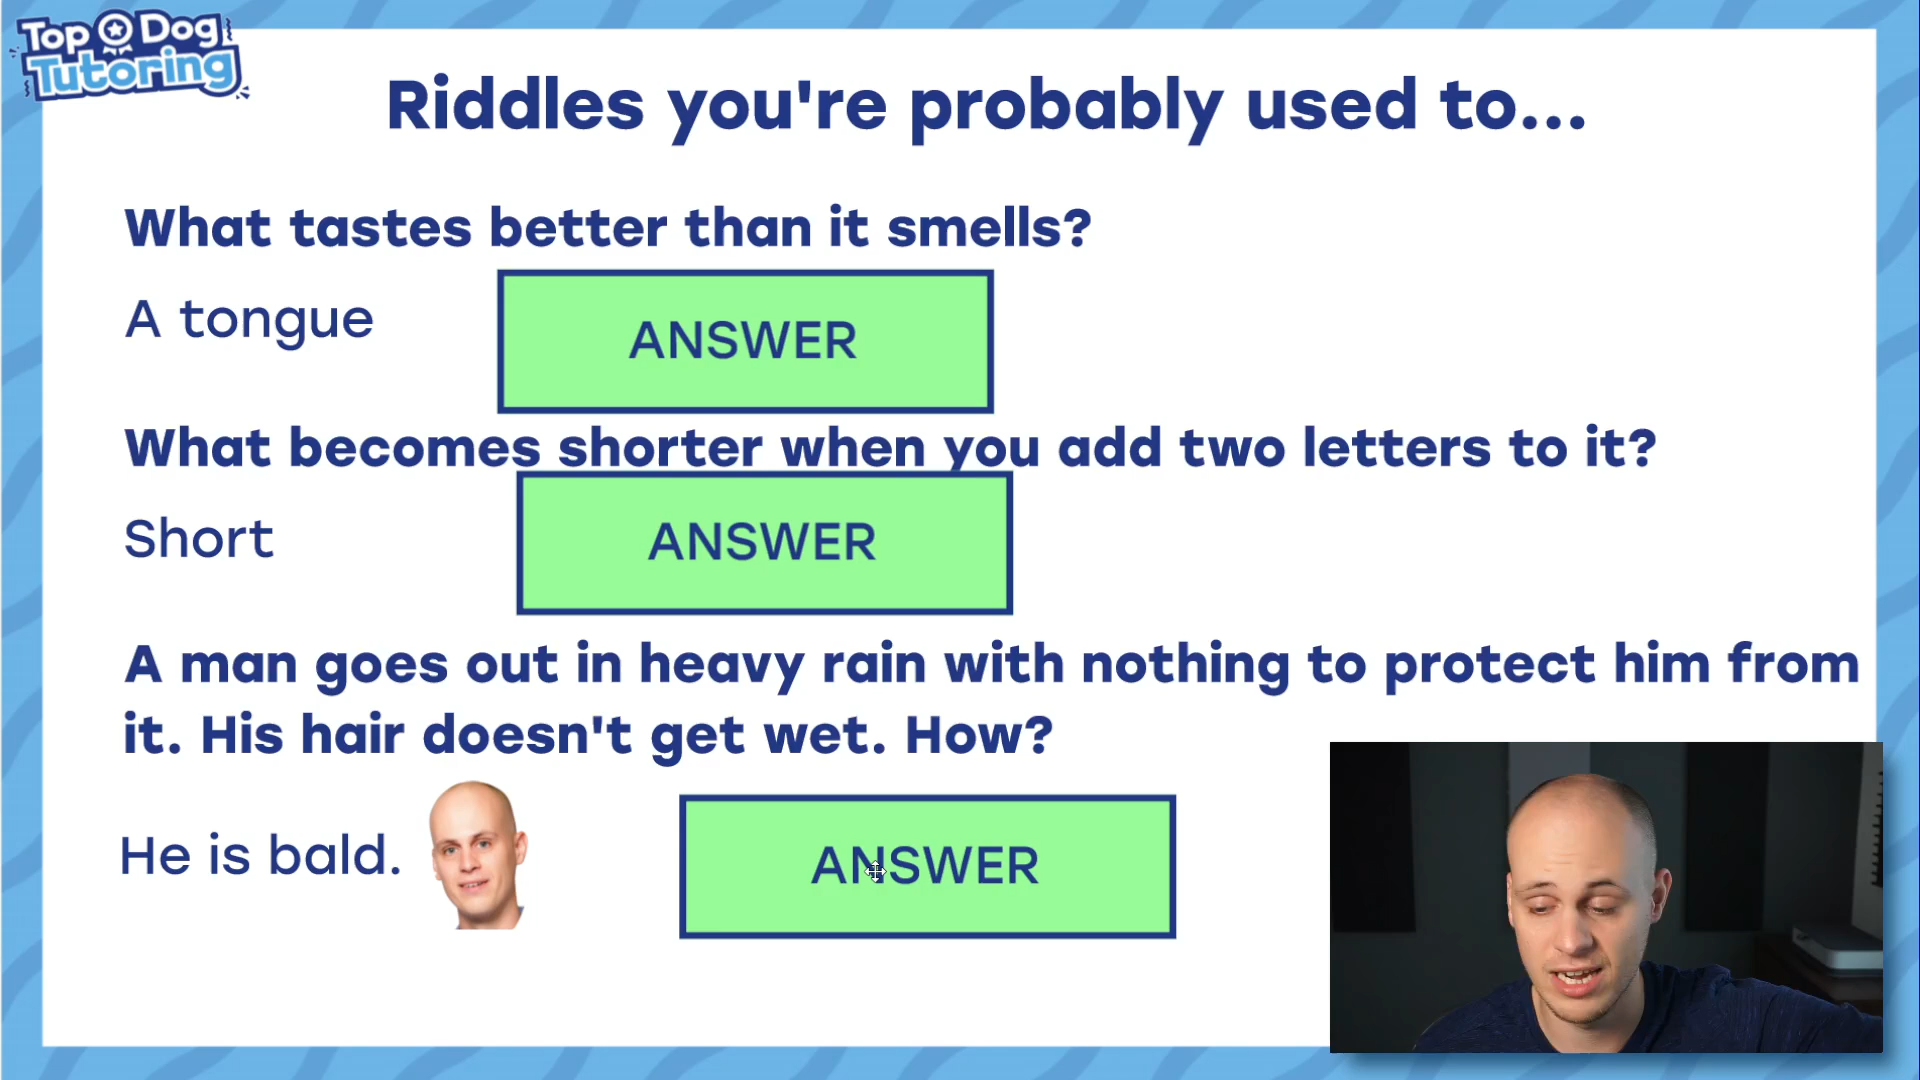 Top Dog
Tutoring
Riddles you're probably used to...
What tastes better than it smells?
A tongue
ANSWER
What becomes shorter when you add two letters to it?
Short
ANSWER
A man goes out in heavy rain with nothing to protect him from
it. His hair doesn't get wet. How?
He is bald.
ANSWER